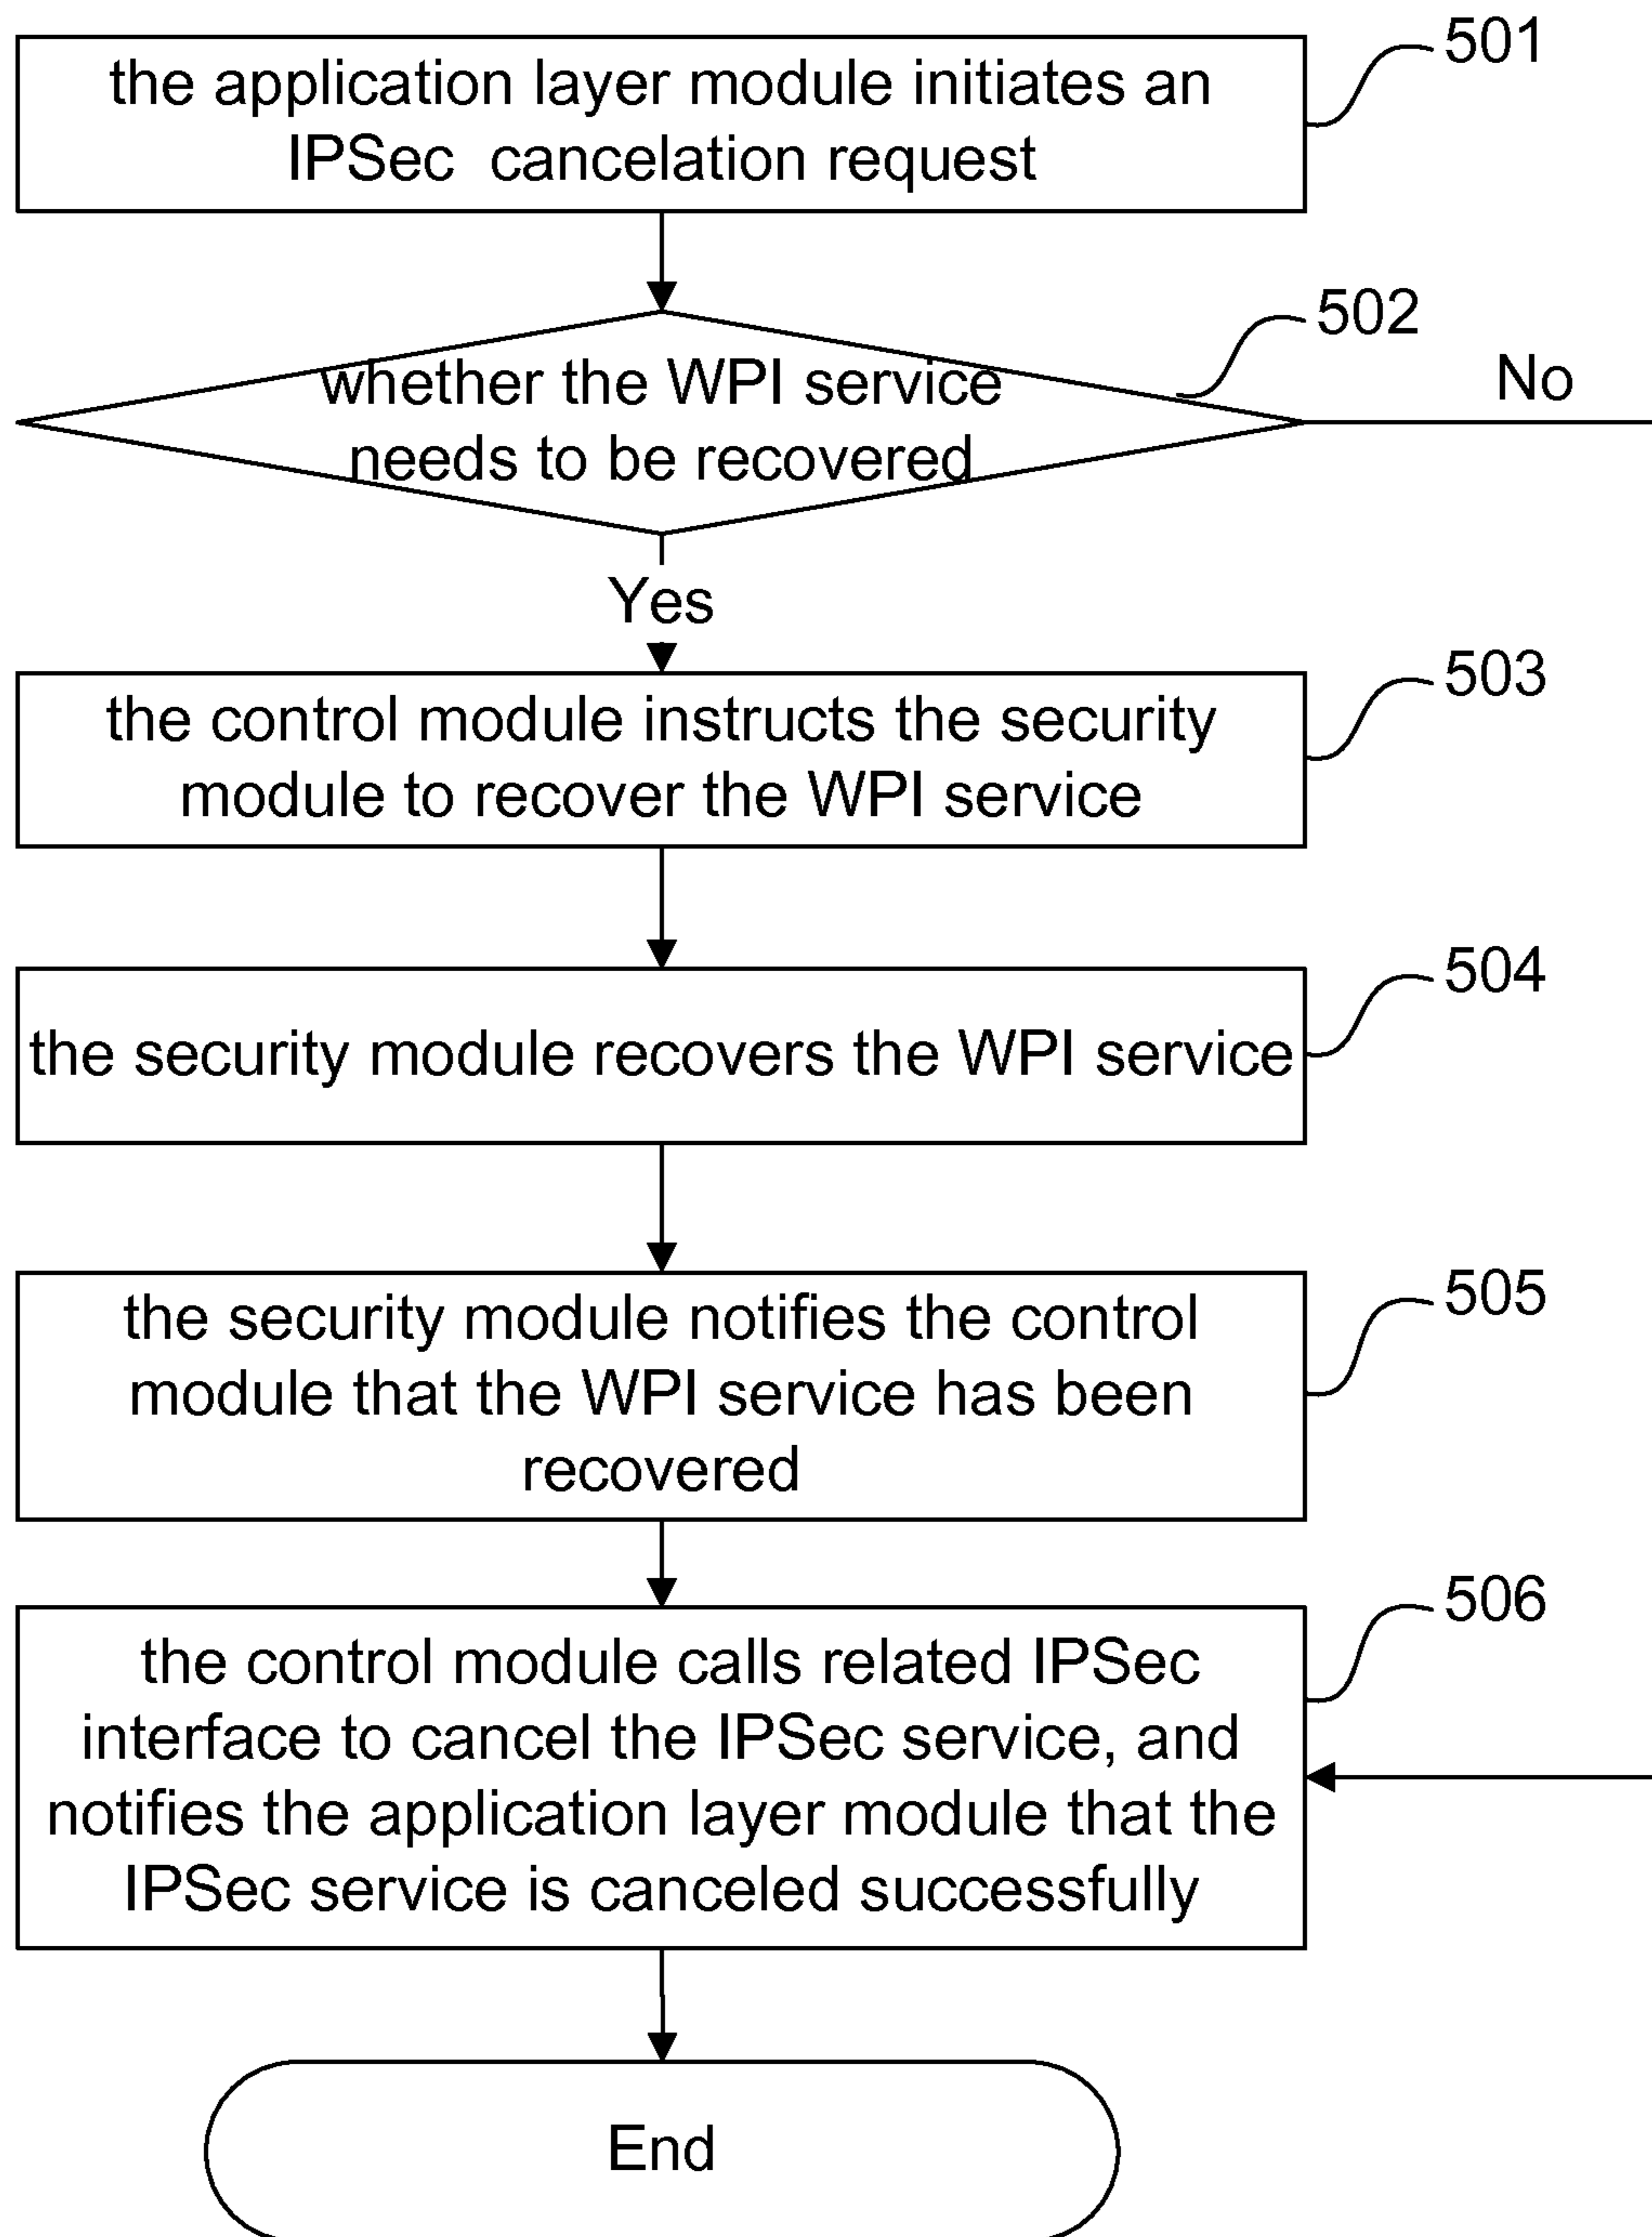 501
the application layer module initiates an
IPSec cancelation request
502
whether the WPI service
needs to be recovered
No
Yes
503
the control module instructs the security
module to recover the WPI service
504
the security module recovers the WPI service
505
the security module notifies the control
module that the WPI service has been
recovered
506
the control module calls related IPSec
interface to cancel the IPSec service, and
notifies the application layer module that the
IPSec service is canceled successfully
End